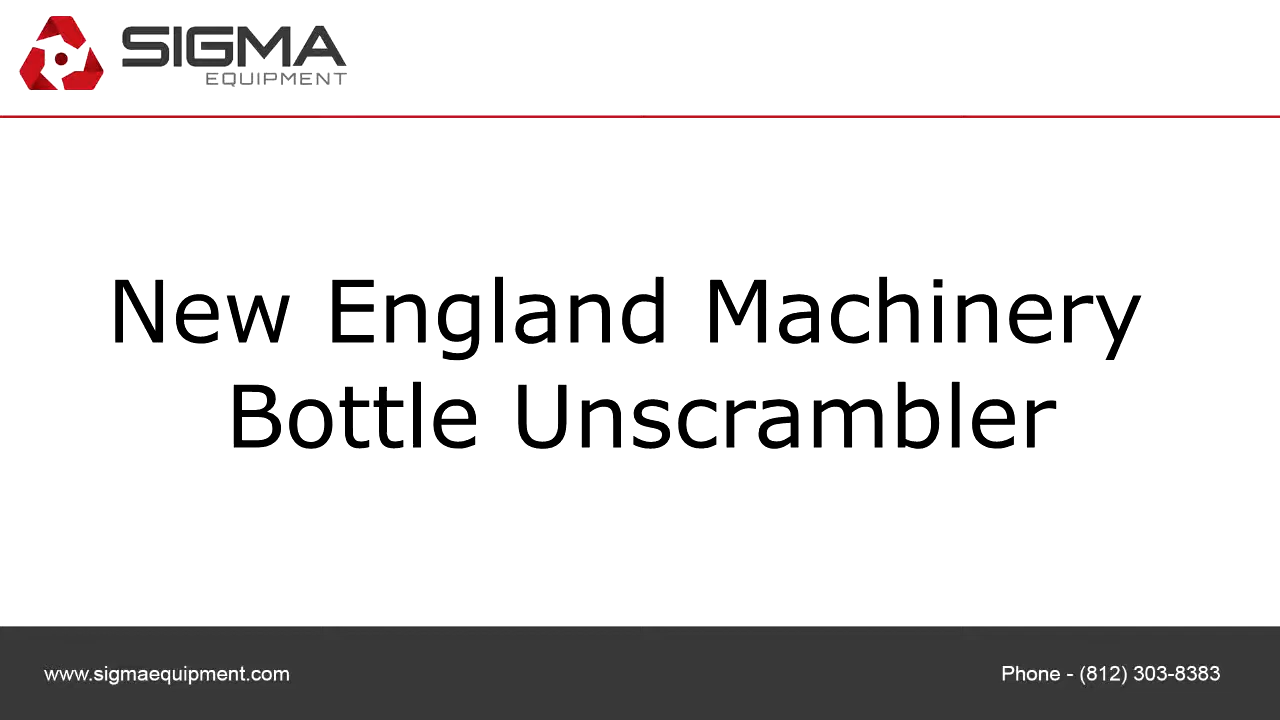 SIGMA
EQUIPMENT
New England Machinery
Bottle Unscrambler
www.sigmaequipment.com
Phone - (812) 303-8383